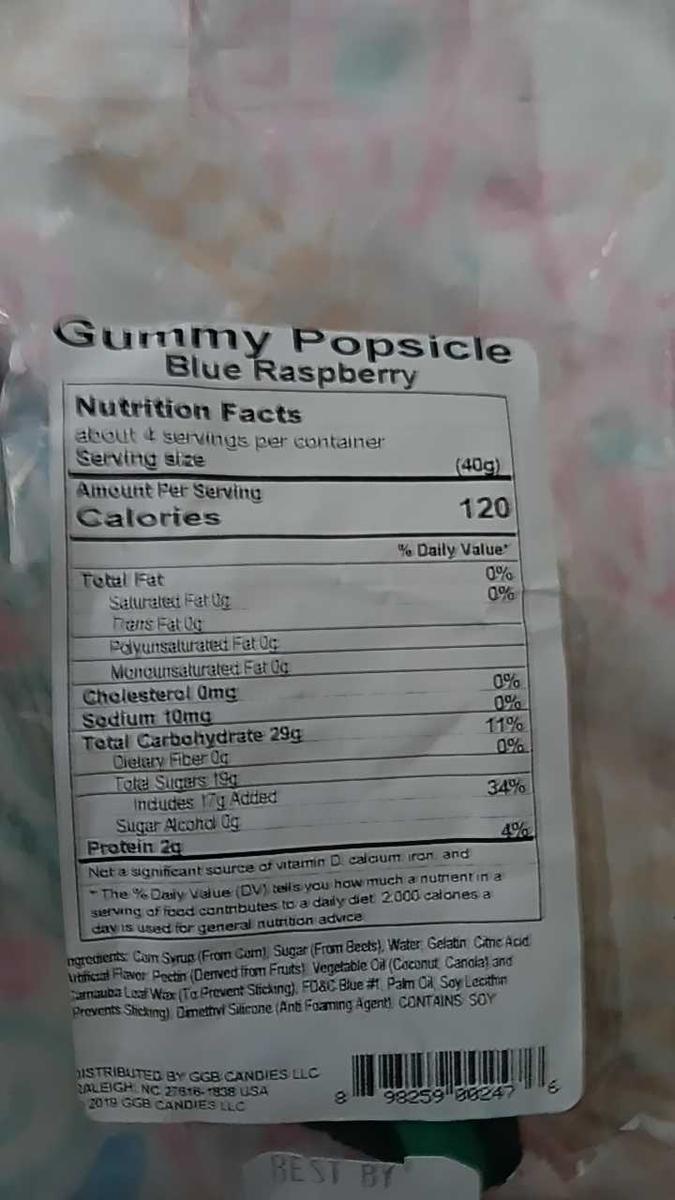 Gummy Popsicle
Blue Raspberry
Nutrition Facts
about 4 servings per container
Serving size (40g)
Amount Per Serving
Calories 120
% Daily Value*
Total Fat 0%
Saturated Fat 0g 0%
Trans Fat 0g
Polyunsaturated Fat 0g
Monounsaturated Fat 0g
Cholesterol 0mg 0%
Sodium 10mg 0%
Total Carbohydrate 29g 11%
Dietary Fiber 0g 0%
Total Sugars 19g
Includes 17g Added 34%
Sugar Alcohol 0g
Protein 2g 4%
Not a significant source of vitamin D, calcium, iron, and
* The % Daily Value (DV) tells you how much a nutrient in a
serving of food contributes to a daily diet. 2,000 calories a
day is used for general nutrition advice.
ngredients: Corn Syrup (From Corn), Sugar (From Beets), Water, Gelatin, Citric Acid,
Artificial Flavor, Pectin (Derived from Fruits), Vegetable Oil (Coconut, Canola) and
Carnauba Leaf Wax (To Prevent Sticking), FD&C Blue #1, Palm Oil, Soy Lecithin
Prevents Sticking), Dimethyl Silicone (Anti Foaming Agent). CONTAINS: SOY
DISTRIBUTED BY GGB CANDIES LLC
RALEIGH, NC 27616-1838 USA
2019 GGB CANDIES LLC
8 98259 00247 6
BEST BY